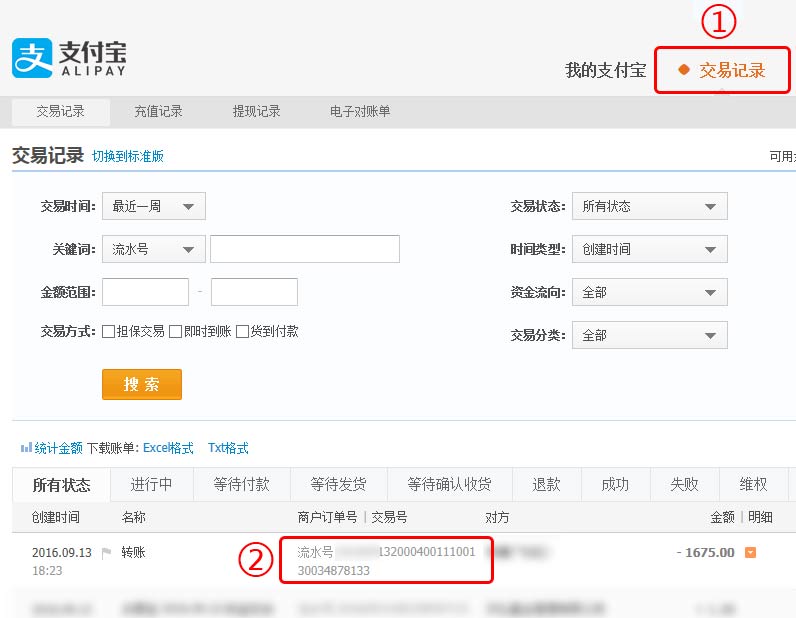 ①
支付宝
ALIPAY
我的支付宝 交易记录
交易记录 充值记录 提现记录 电子对账单
交易记录 切换到标准版 可用
交易时间: 最近一周 交易状态: 所有状态
关键词: 流水号 时间类型: 创建时间
金额范围: - 资金流向: 全部
交易方式: 担保交易 即时到账 货到付款 交易分类: 全部
搜 索
统计金额 下载账单: Excel格式 Txt格式
所有状态 进行中 等待付款 等待发货 等待确认收货 退款 成功 失败 维权
创建时间 名称 商户订单号 | 交易号 对方 金额 | 明细
2016.09.13 转账 ② 流水号 132000400111001 - 1675.00
18:23 30034878133